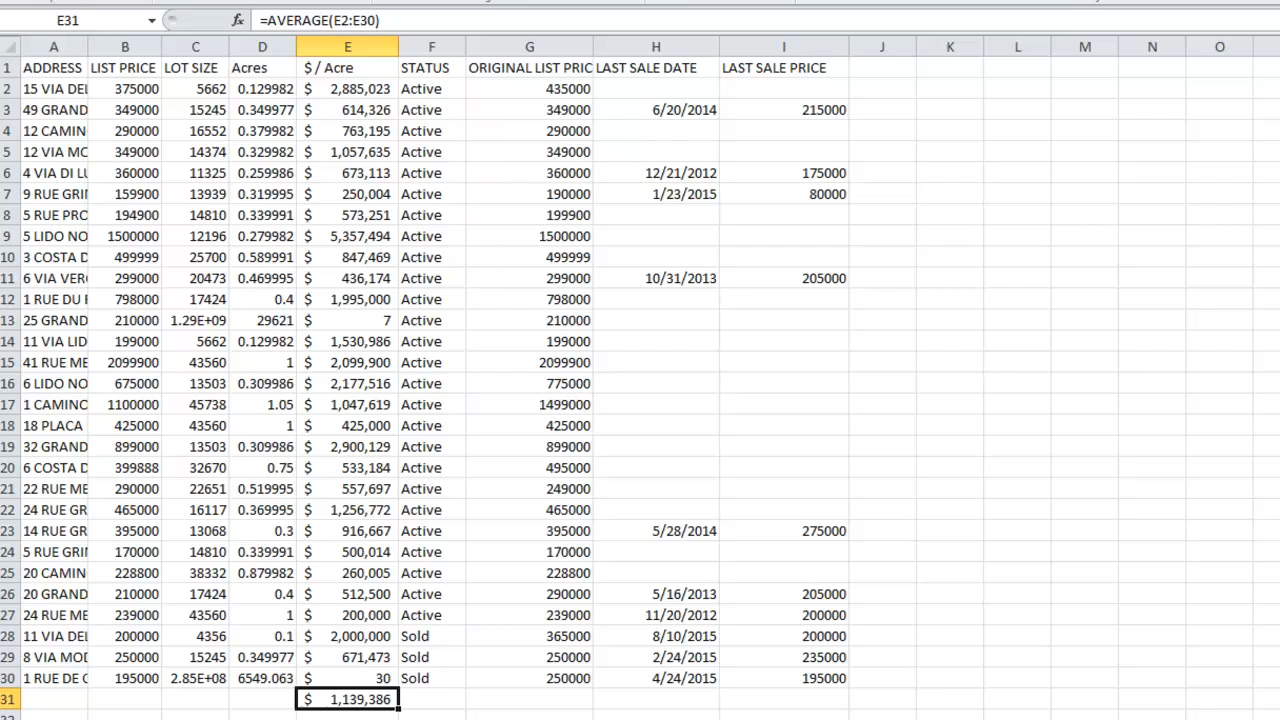 E31 fx =AVERAGE(E2:E30)
A B C D E F G H I J K L M N O
1 ADDRESS LIST PRICE LOT SIZE Acres $ / Acre STATUS ORIGINAL LIST PRIC LAST SALE DATE LAST SALE PRICE
2 15 VIA DEL 375000 5662 0.129982 $ 2,885,023 Active 435000
3 49 GRAND 349000 15245 0.349977 $ 614,326 Active 349000 6/20/2014 215000
4 12 CAMIN 290000 16552 0.379982 $ 763,195 Active 290000
5 12 VIA MO 349000 14374 0.329982 $ 1,057,635 Active 349000
6 4 VIA DI LU 360000 11325 0.259986 $ 673,113 Active 360000 12/21/2012 175000
7 9 RUE GRI 159900 13939 0.319995 $ 250,004 Active 190000 1/23/2015 80000
8 5 RUE PRO 194900 14810 0.339991 $ 573,251 Active 199900
9 5 LIDO NO 1500000 12196 0.279982 $ 5,357,494 Active 1500000
10 3 COSTA D 499999 25700 0.589991 $ 847,469 Active 499999
11 6 VIA VER 299000 20473 0.469995 $ 436,174 Active 299000 10/31/2013 205000
12 1 RUE DU 798000 17424 0.4 $ 1,995,000 Active 798000
13 25 GRAND 210000 1.29E+09 29621 $ 7 Active 210000
14 11 VIA LID 199000 5662 0.129982 $ 1,530,986 Active 199000
15 41 RUE ME 2099900 43560 1 $ 2,099,900 Active 2099900
16 6 LIDO NO 675000 13503 0.309986 $ 2,177,516 Active 775000
17 1 CAMINO 1100000 45738 1.05 $ 1,047,619 Active 1499000
18 18 PLACA 425000 43560 1 $ 425,000 Active 425000
19 32 GRAND 899000 13503 0.309986 $ 2,900,129 Active 899000
20 6 COSTA D 399888 32670 0.75 $ 533,184 Active 495000
21 22 RUE ME 290000 22651 0.519995 $ 557,697 Active 249000
22 24 RUE GR 465000 16117 0.369995 $ 1,256,772 Active 465000
23 14 RUE GR 395000 13068 0.3 $ 916,667 Active 395000 5/28/2014 275000
24 5 RUE GRI 170000 14810 0.339991 $ 500,014 Active 170000
25 20 CAMIN 228800 38332 0.879982 $ 260,005 Active 228800
26 20 GRAND 210000 17424 0.4 $ 512,500 Active 290000 5/16/2013 205000
27 24 RUE ME 239000 43560 1 $ 200,000 Active 239000 11/20/2012 200000
28 11 VIA DEL 200000 4356 0.1 $ 2,000,000 Sold 365000 8/10/2015 200000
29 8 VIA MOD 250000 15245 0.349977 $ 671,473 Sold 250000 2/24/2015 235000
30 1 RUE DE 195000 2.85E+08 6549.063 $ 30 Sold 250000 4/24/2015 195000
31 $ 1,139,386